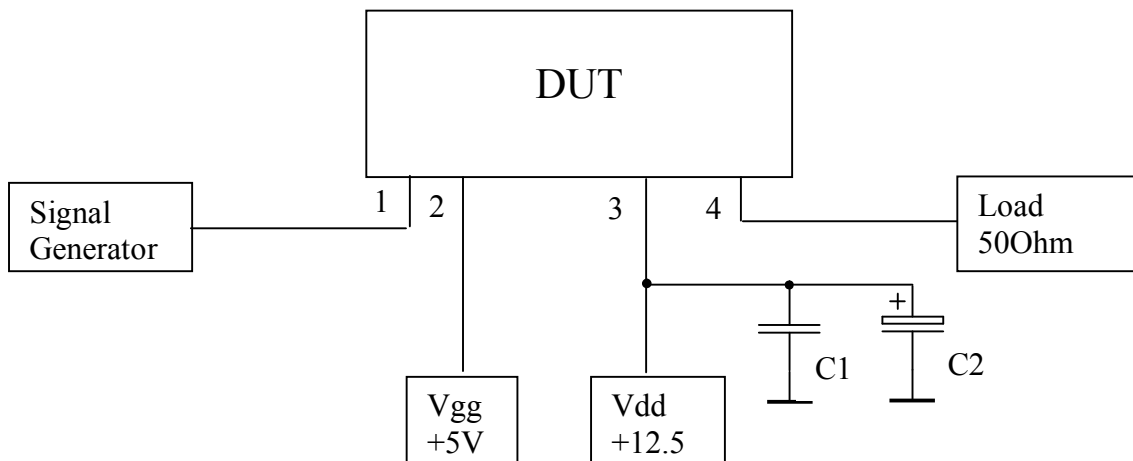 DUT
1
2
3
4
Signal
Generator
Load
50Ohm
+
C1
C2
Vgg
+5V
Vdd
+12.5